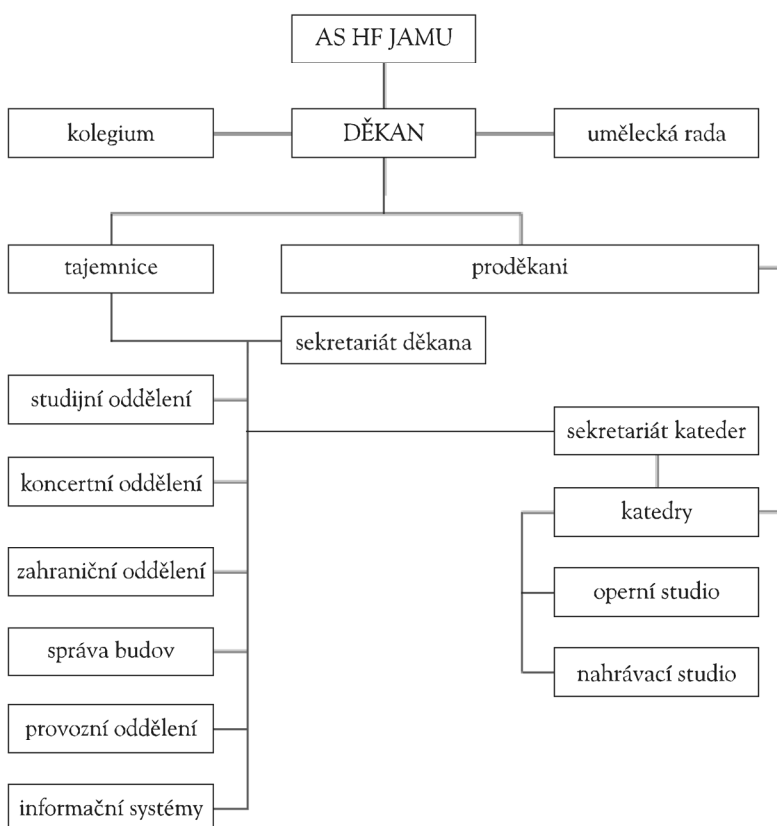 AS HF JAMU
kolegium
DĚKAN
umělecká rada
tajemnice
proděkani
sekretariát děkana
studijní oddělení
sekretariát kateder
koncertní oddělení
katedry
zahraniční oddělení
operní studio
správa budov
nahrávací studio
provozní oddělení
informační systémy